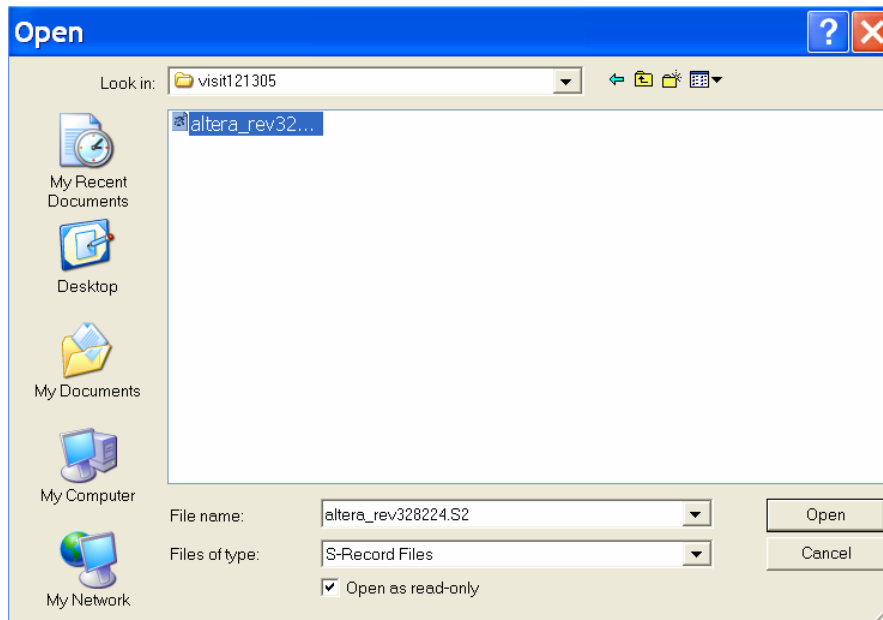 Open
Look in: visit121305
altera_rev32...
My Recent
Documents
Desktop
My Documents
My Computer
My Network
File name: altera_rev328224.S2 Open
Files of type: S-Record Files Cancel
Open as read-only